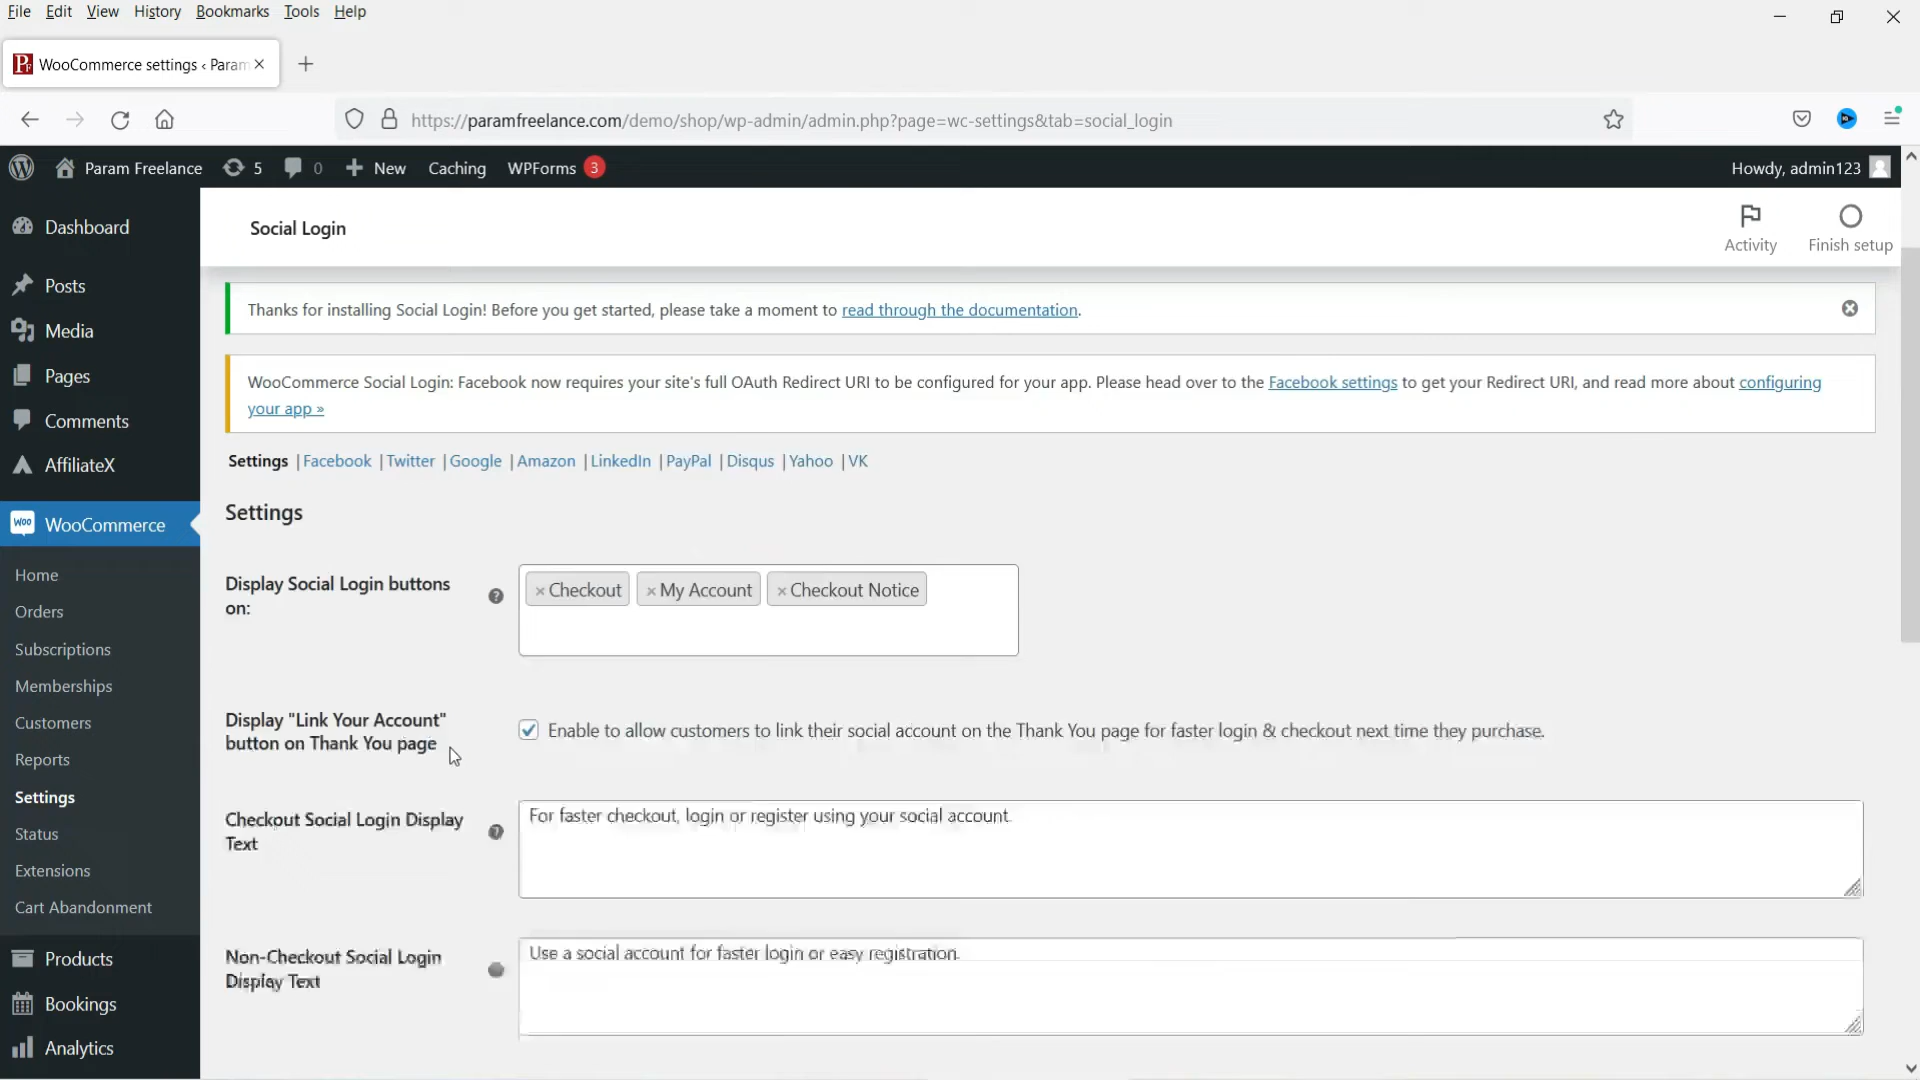 File Edit View History Bookmarks Tools Help
WooCommerce settings ‹ Param
https://paramfreelance.com/demo/shop/wp-admin/admin.php?page=wc-settings&tab=social_login
Param Freelance 5 0 New Caching WPForms 3 Howdy, admin123
Dashboard
Posts
Media
Pages
Comments
AffiliateX
Woo WooCommerce
Home
Orders
Subscriptions
Memberships
Customers
Reports
Settings
Status
Extensions
Cart Abandonment
Products
Bookings
Analytics
Social Login
Activity
Finish setup
Thanks for installing Social Login! Before you get started, please take a moment to read through the documentation.
WooCommerce Social Login: Facebook now requires your site's full OAuth Redirect URI to be configured for your app. Please head over to the Facebook settings to get your Redirect URI, and read more about configuring
your app »
Settings | Facebook | Twitter | Google | Amazon | LinkedIn | PayPal | Disqus | Yahoo | VK
Settings
Display Social Login buttons
on:
× Checkout × My Account × Checkout Notice
Display "Link Your Account"
button on Thank You page
Enable to allow customers to link their social account on the Thank You page for faster login & checkout next time they purchase.
Checkout Social Login Display
Text
For faster checkout, login or register using your social account.
Non-Checkout Social Login
Display Text
Use a social account for faster login or easy registration.